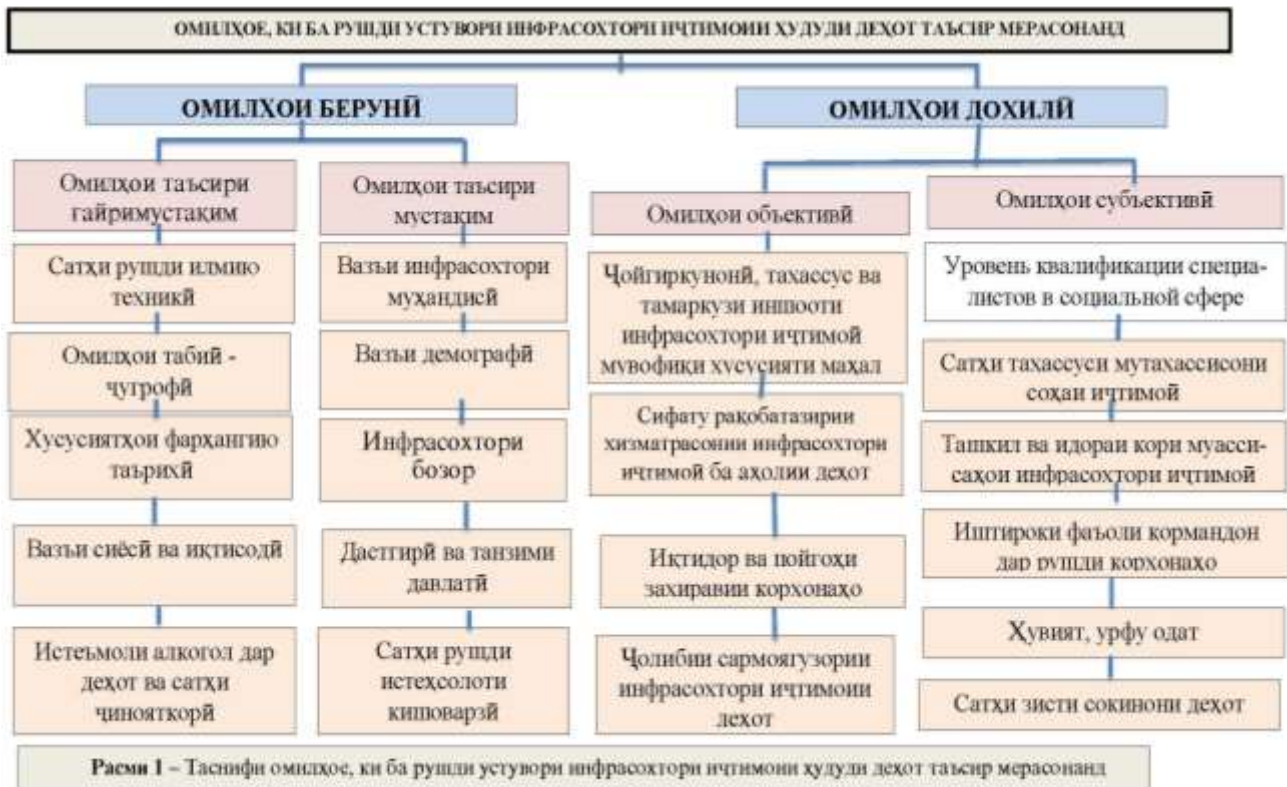 ОМИЛҲОЕ, КИ БА РУШДИ УСТУВОРИ ИНФРАСОХТОРИ ИҶТИМОИИ ҲУДУДИ ДЕҲОТ ТАЪСИР МЕРАСОНАНД
ОМИЛҲОИ БЕРУНӢ
Омилҳои таъсири
ғайримустақим
Сатҳи рушди илмию
техникӣ
Омилҳои табиӣ -
ҷуғрофӣ
Хусусиятҳои фарҳангию
таърихӣ
Вазъи сиёсӣ ва иқтисодӣ
Истеъмоли алкогол дар
деҳот ва сатҳи
ҷинояткорӣ
Омилҳои таъсири
мустақим
Вазъи инфрасохтори
муҳандисӣ
Вазъи демографӣ
Инфрасохтори
бозор
Дастгирӣ ва танзими
давлатӣ
Сатҳи рушди
истеҳсолоти
кишоварзӣ
ОМИЛҲОИ ДОХИЛӢ
Омилҳои объективӣ
Ҷойгиркунонӣ, тахассус ва
тамаркузи иншооти
инфрасохтори иҷтимоӣ
мувофиқи хусусияти маҳал
Сифату рақобатазирии
хизматрасонии инфрасохтори
иҷтимоӣ ба аҳолии деҳот
Иқтидор ва пойгоҳи
захиравии корхонаҳо
Ҷолибии сармоягузории
инфрасохтори иҷтимоии
деҳот
Омилҳои субъективӣ
Уровень квалификации специа-
листов в социальной сфере
Сатҳи тахассуси мутахассисони
соҳаи иҷтимоӣ
Ташкил ва идораи кори муасси-
саҳои инфрасохтори иҷтимоӣ
Иштироки фаъоли кормандон
дар рушди корхонаҳо
Ҳувият, урфу одат
Сатҳи зисти сокинони деҳот
Расми 1 – Таснифи омилҳое, ки ба рушди устувори инфрасохтори иҷтимоии ҳудуди деҳот таъсир мерасонанд